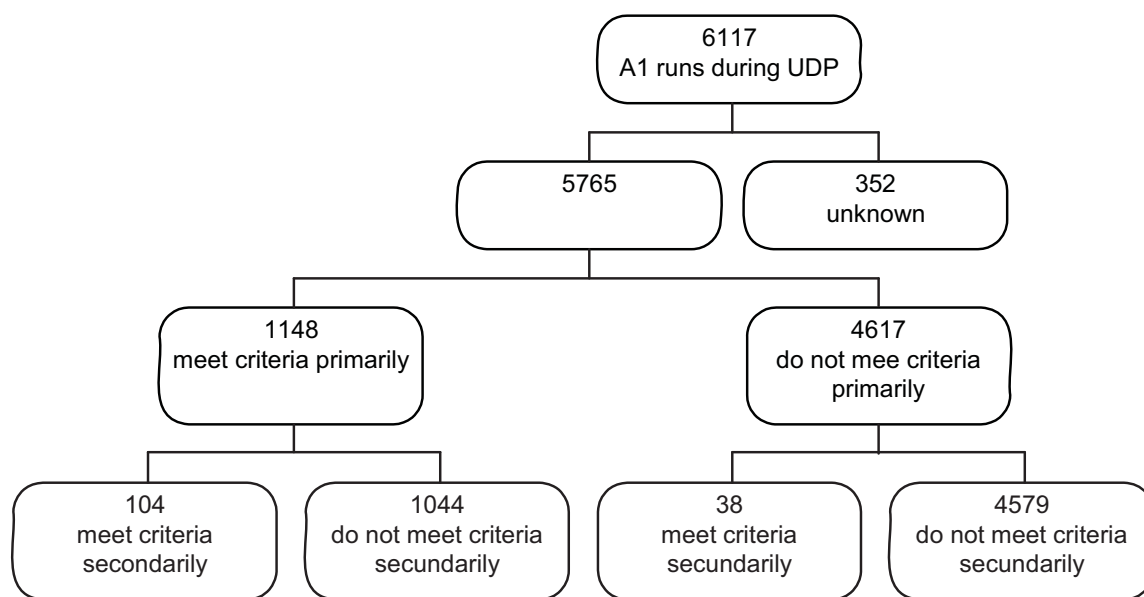 6117
A1 runs during UDP
5765
352
unknown
1148
meet criteria primarily
4617
do not mee criteria
primarily
104
meet criteria
secondarily
1044
do not meet criteria
secundarily
38
meet criteria
secundarily
4579
do not meet criteria
secundarily